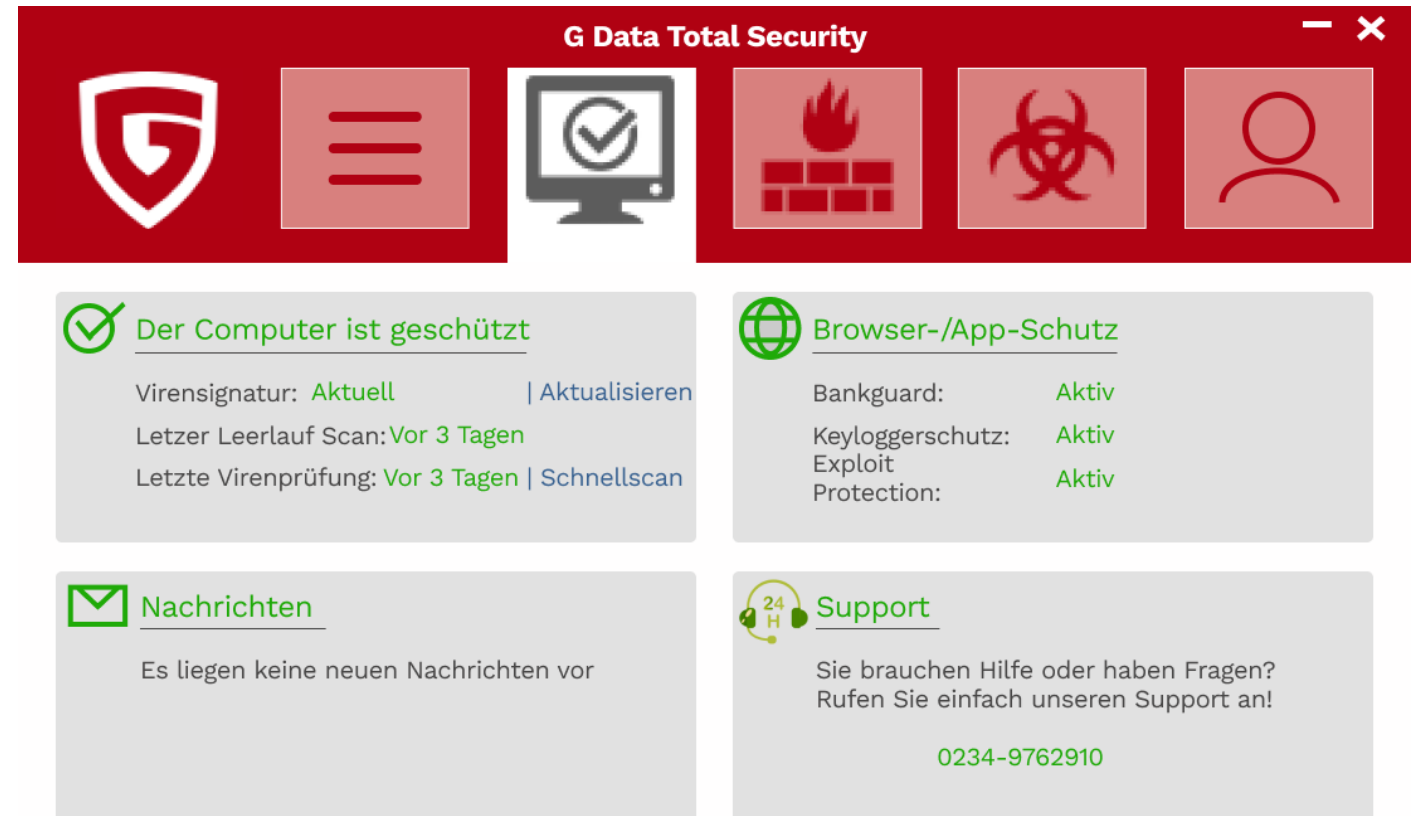 G Data Total Security
Der Computer ist geschützt
Virensignatur: Aktuell | Aktualisieren
Letzer Leerlauf Scan: Vor 3 Tagen
Letzte Virenprüfung: Vor 3 Tagen | Schnellscan
Browser-/App-Schutz
Bankguard: Aktiv
Keyloggerschutz: Aktiv
Exploit
Protection: Aktiv
Nachrichten
Es liegen keine neuen Nachrichten vor
24
H
Support
Sie brauchen Hilfe oder haben Fragen?
Rufen Sie einfach unseren Support an!
0234-9762910